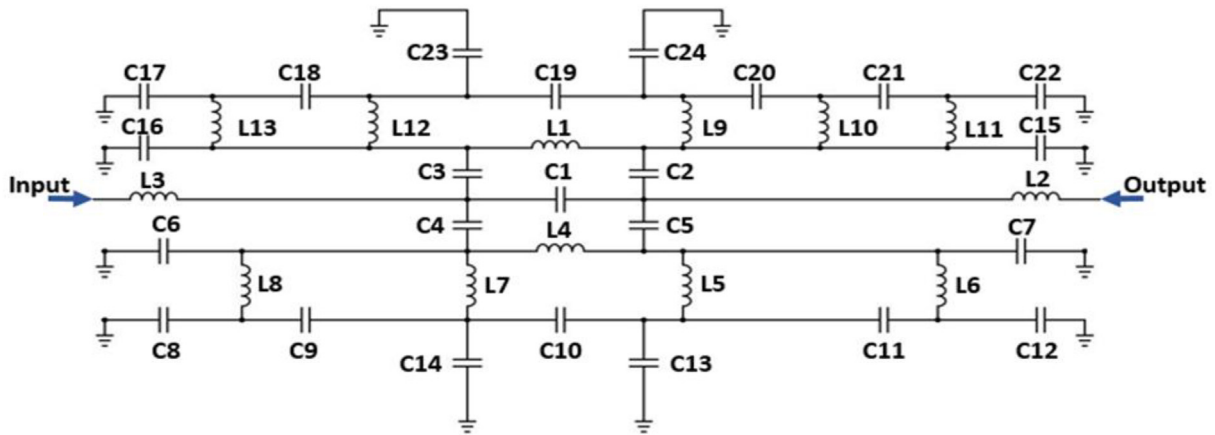 C23 C24
C17 C18 C19 C20 C21 C22
C16 L13 L12 L1 L9 L10 L11 C15
C3 C1 C2
Input L3 L2 Output
C6 C4 L4 C5 C7
L8 L7 L5 L6
C8 C9 C10 C11 C12
C14 C13